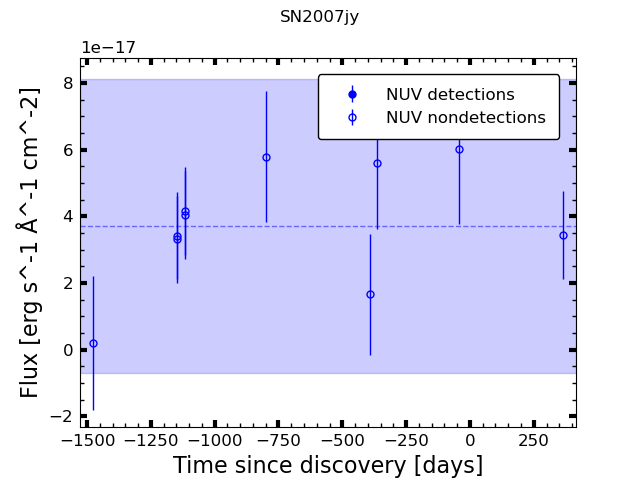 SN2007jy
1e−17
8
6
4
2
0
−2
Flux [erg s^-1 Å^-1 cm^-2]
NUV detections
NUV nondetections
−1500 −1250 −1000 −750 −500 −250 0 250
Time since discovery [days]